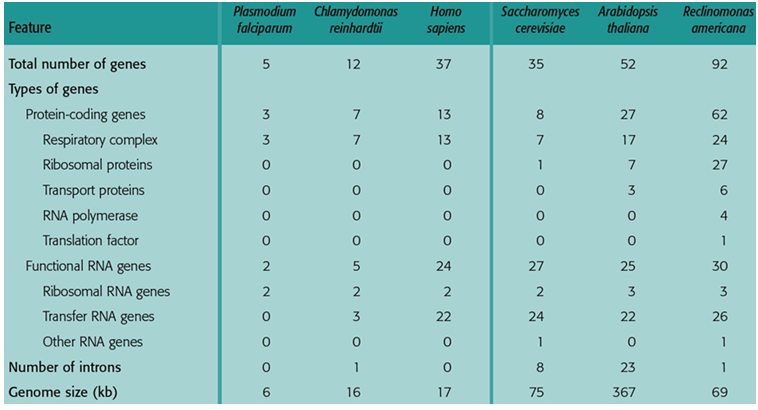 Feature Plasmodium falciparum Chlamydomonas reinhardtii Homo sapiens Saccharomyces cerevisiae Arabidopsis thaliana Reclinomonas americana
Total number of genes 5 12 37 35 52 92
Types of genes
Protein-coding genes 3 7 13 8 27 62
Respiratory complex 3 7 13 7 17 24
Ribosomal proteins 0 0 0 1 7 27
Transport proteins 0 0 0 0 3 6
RNA polymerase 0 0 0 0 0 4
Translation factor 0 0 0 0 0 1
Functional RNA genes 2 5 24 27 25 30
Ribosomal RNA genes 2 2 2 2 3 3
Transfer RNA genes 0 3 22 24 22 26
Other RNA genes 0 0 0 1 0 1
Number of introns 0 1 0 8 23 1
Genome size (kb) 6 16 17 75 367 69